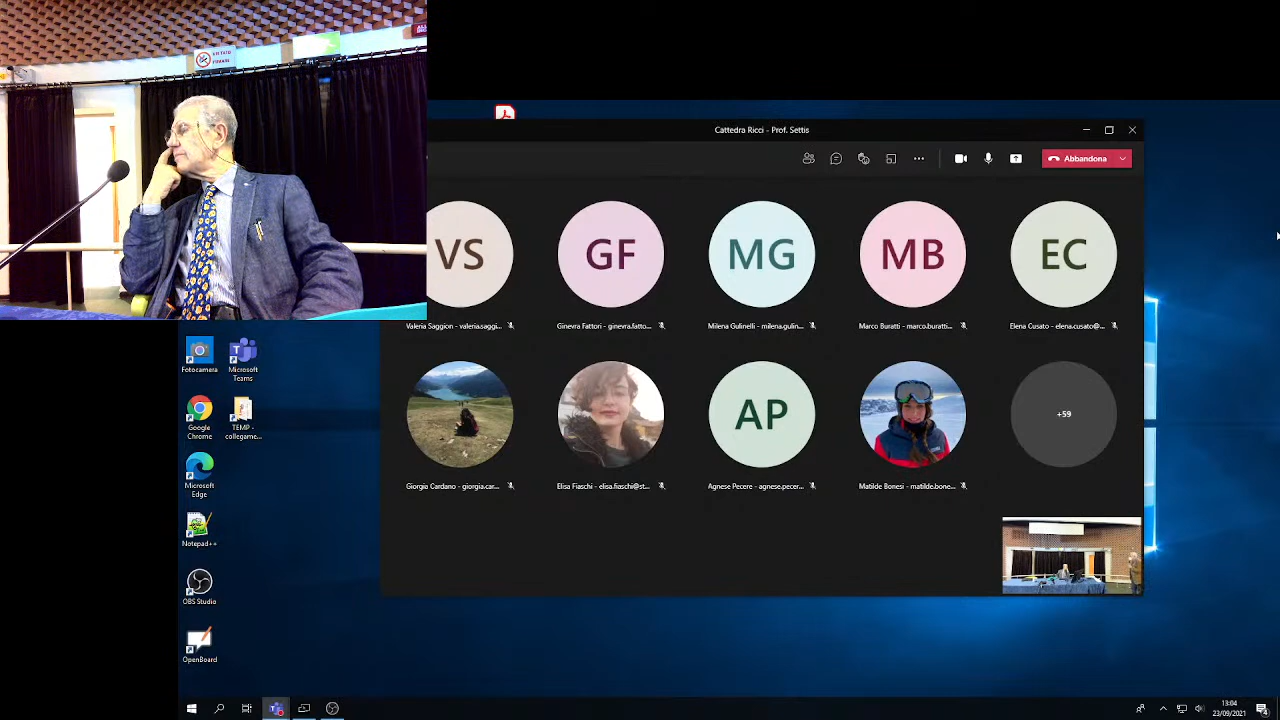 VIETATO
FUMARE
Cattedra Ricci - Prof. Settis
Abbandona
VS
GF
MG
MB
EC
Valeria Saggion - valeria.saggi...
Ginevra Fattori - ginevra.fatto...
Milena Gulinelli - milena.gulin...
Marco Buratti - marco.buratti...
Elena Cusato - elena.cusato@...
AP
+59
Giorgia Cardano - giorgia.car...
Elisa Fiaschi - elisa.fiaschi@st...
Agnese Pecere - agnese.pecer...
Matilde Bonesi - matilde.bone...
Fotocamera
Microsoft
Teams
Google
Chrome
TEMP -
collegame...
Microsoft
Edge
Notepad++
OBS Studio
OpenBoard
13:04
23/09/2021